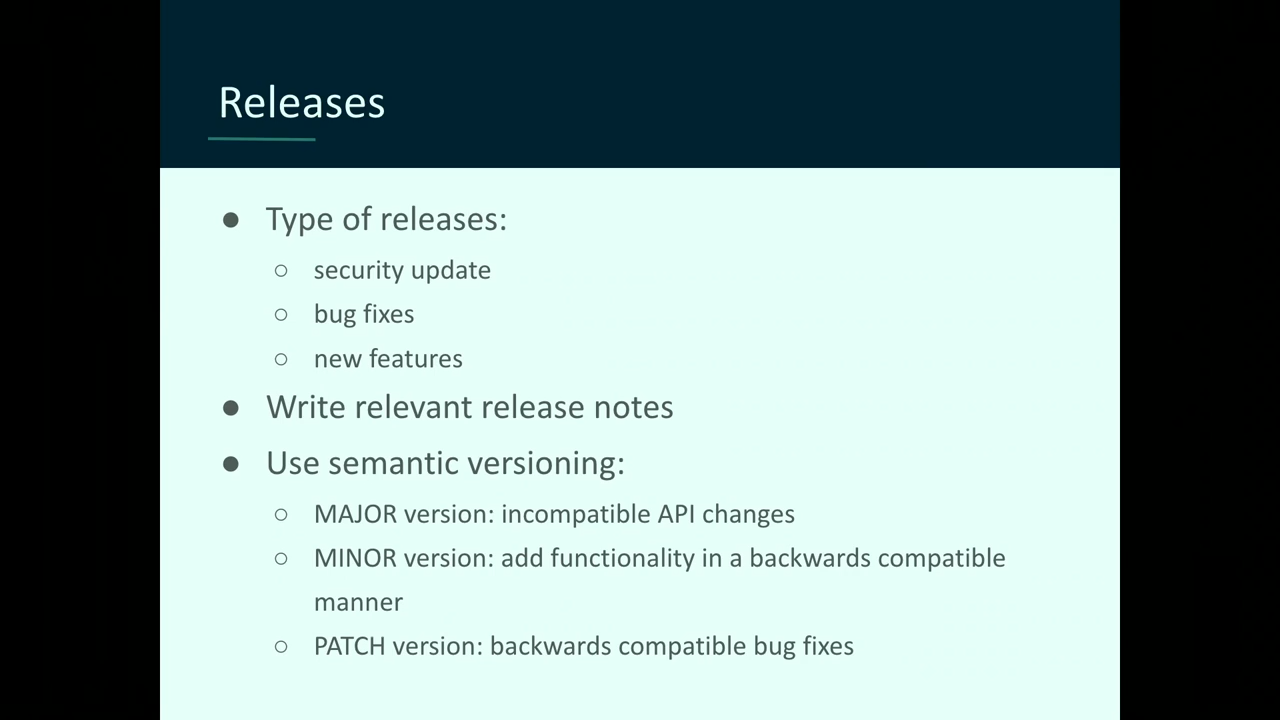 Releases
● Type of releases:
○ security update
○ bug fixes
○ new features
● Write relevant release notes
● Use semantic versioning:
○ MAJOR version: incompatible API changes
○ MINOR version: add functionality in a backwards compatible
manner
○ PATCH version: backwards compatible bug fixes